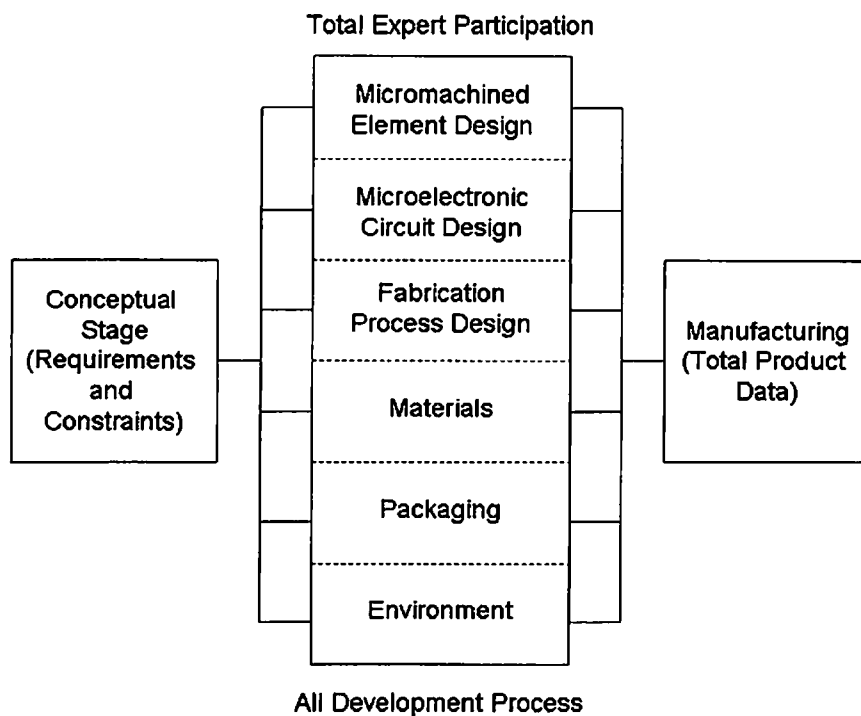 Total Expert Participation
Micromachined
Element Design
Microelectronic
Circuit Design
Fabrication
Process Design
Materials
Packaging
Environment
Conceptual
Stage
(Requirements
and
Constraints)
Manufacturing
(Total Product
Data)
All Development Process